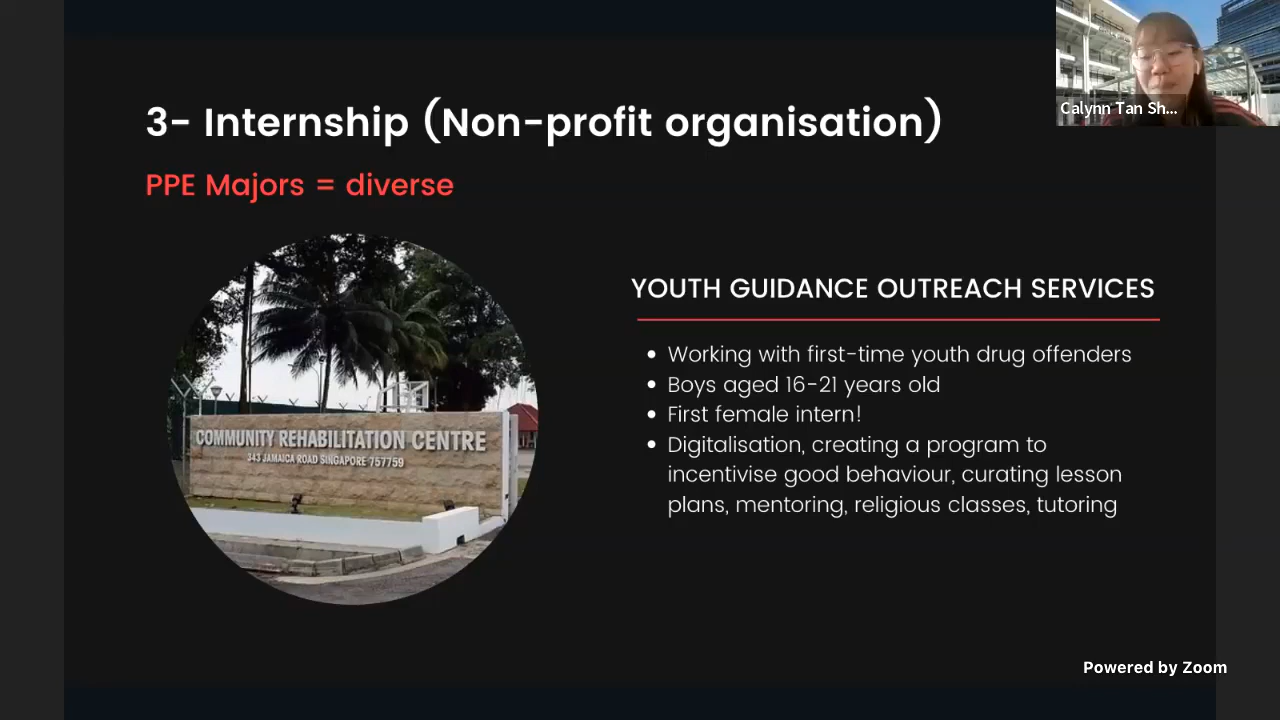 3- Internship (Non-profit organisation)
PPE Majors = diverse
Calynn Tan Sh...
COMMUNITY REHABILITATION CENTRE
343 JAMAICA ROAD SINGAPORE 757759
YOUTH GUIDANCE OUTREACH SERVICES
Working with first-time youth drug offenders
Boys aged 16-21 years old
First female intern!
Digitalisation, creating a program to
incentivise good behaviour, curating lesson
plans, mentoring, religious classes, tutoring
Powered by Zoom